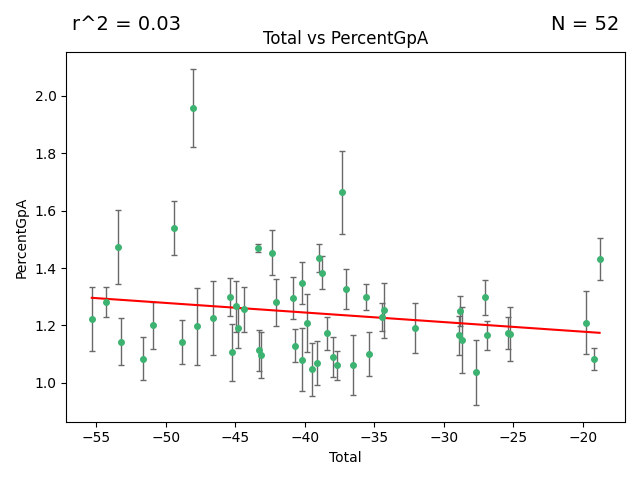 r^2 = 0.03
N = 52
Total vs PercentGpA
PercentGpA
2.0
1.8
1.6
1.4
1.2
1.0
−55
−50
−45
−40
−35
−30
−25
−20
Total